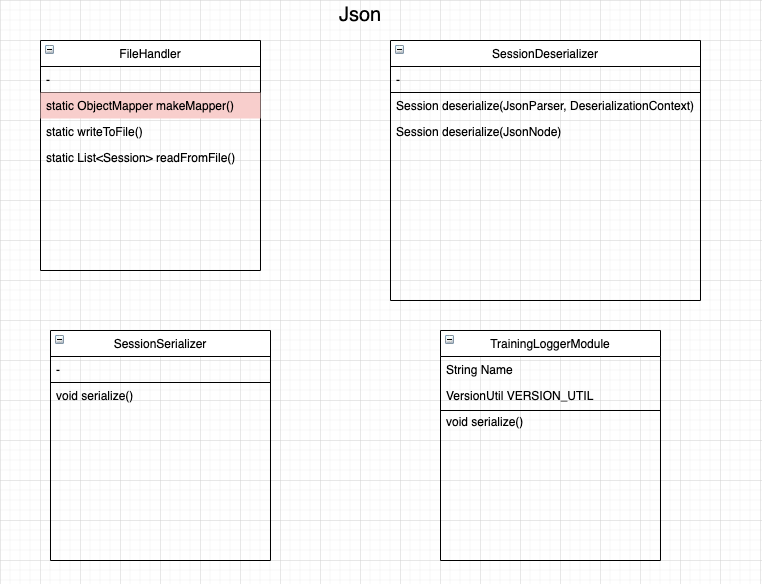 Json
FileHandler
-
static ObjectMapper makeMapper()
static writeToFile()
static List<Session> readFromFile()
SessionDeserializer
-
Session deserialize(JsonParser, DeserializationContext)
Session deserialize(JsonNode)
SessionSerializer
-
void serialize()
TrainingLoggerModule
String Name
VersionUtil VERSION_UTIL
void serialize()